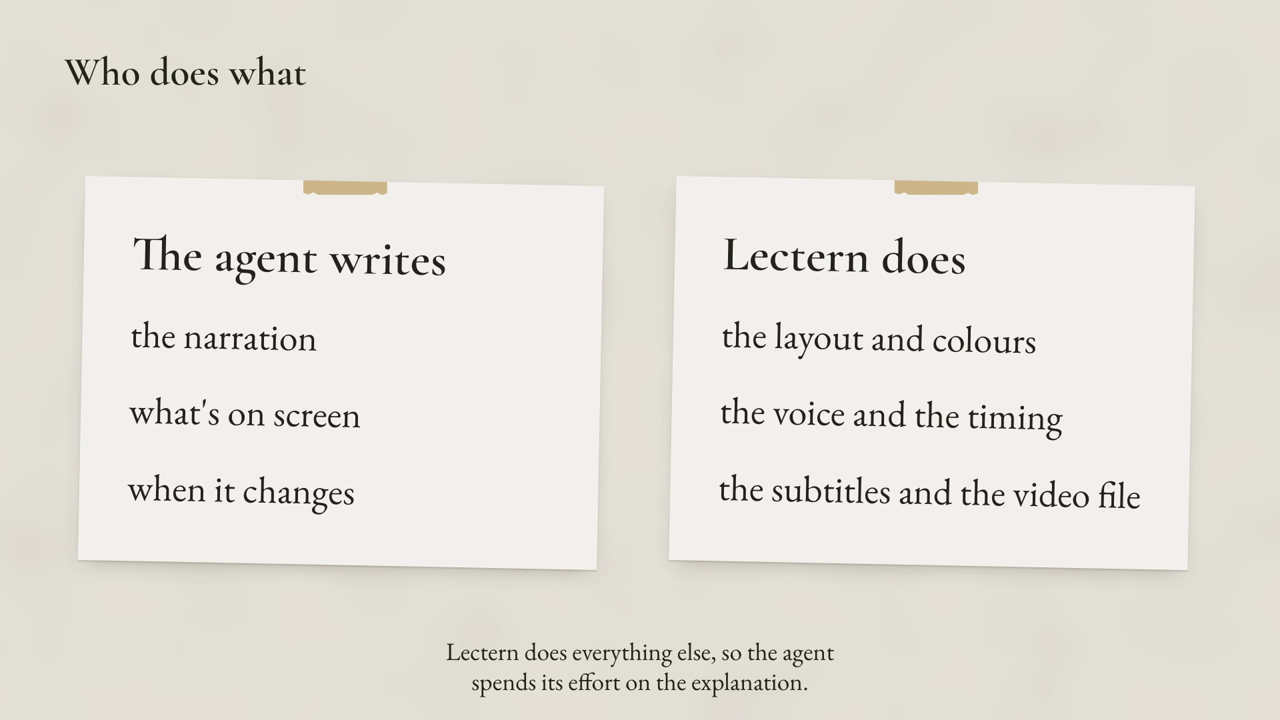 Who does what
The agent writes
the narration
what's on screen
when it changes
Lectern does
the layout and colours
the voice and the timing
the subtitles and the video file
Lectern does everything else, so the agent
spends its effort on the explanation.